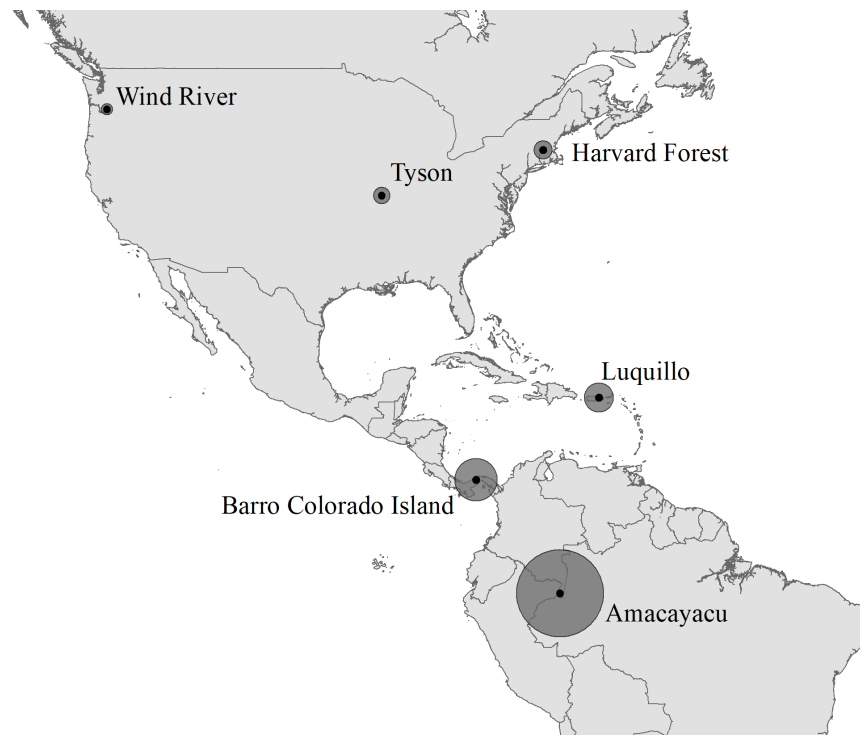 Wind River
Harvard Forest
Tyson
Luquillo
Barro Colorado Island
Amacayacu